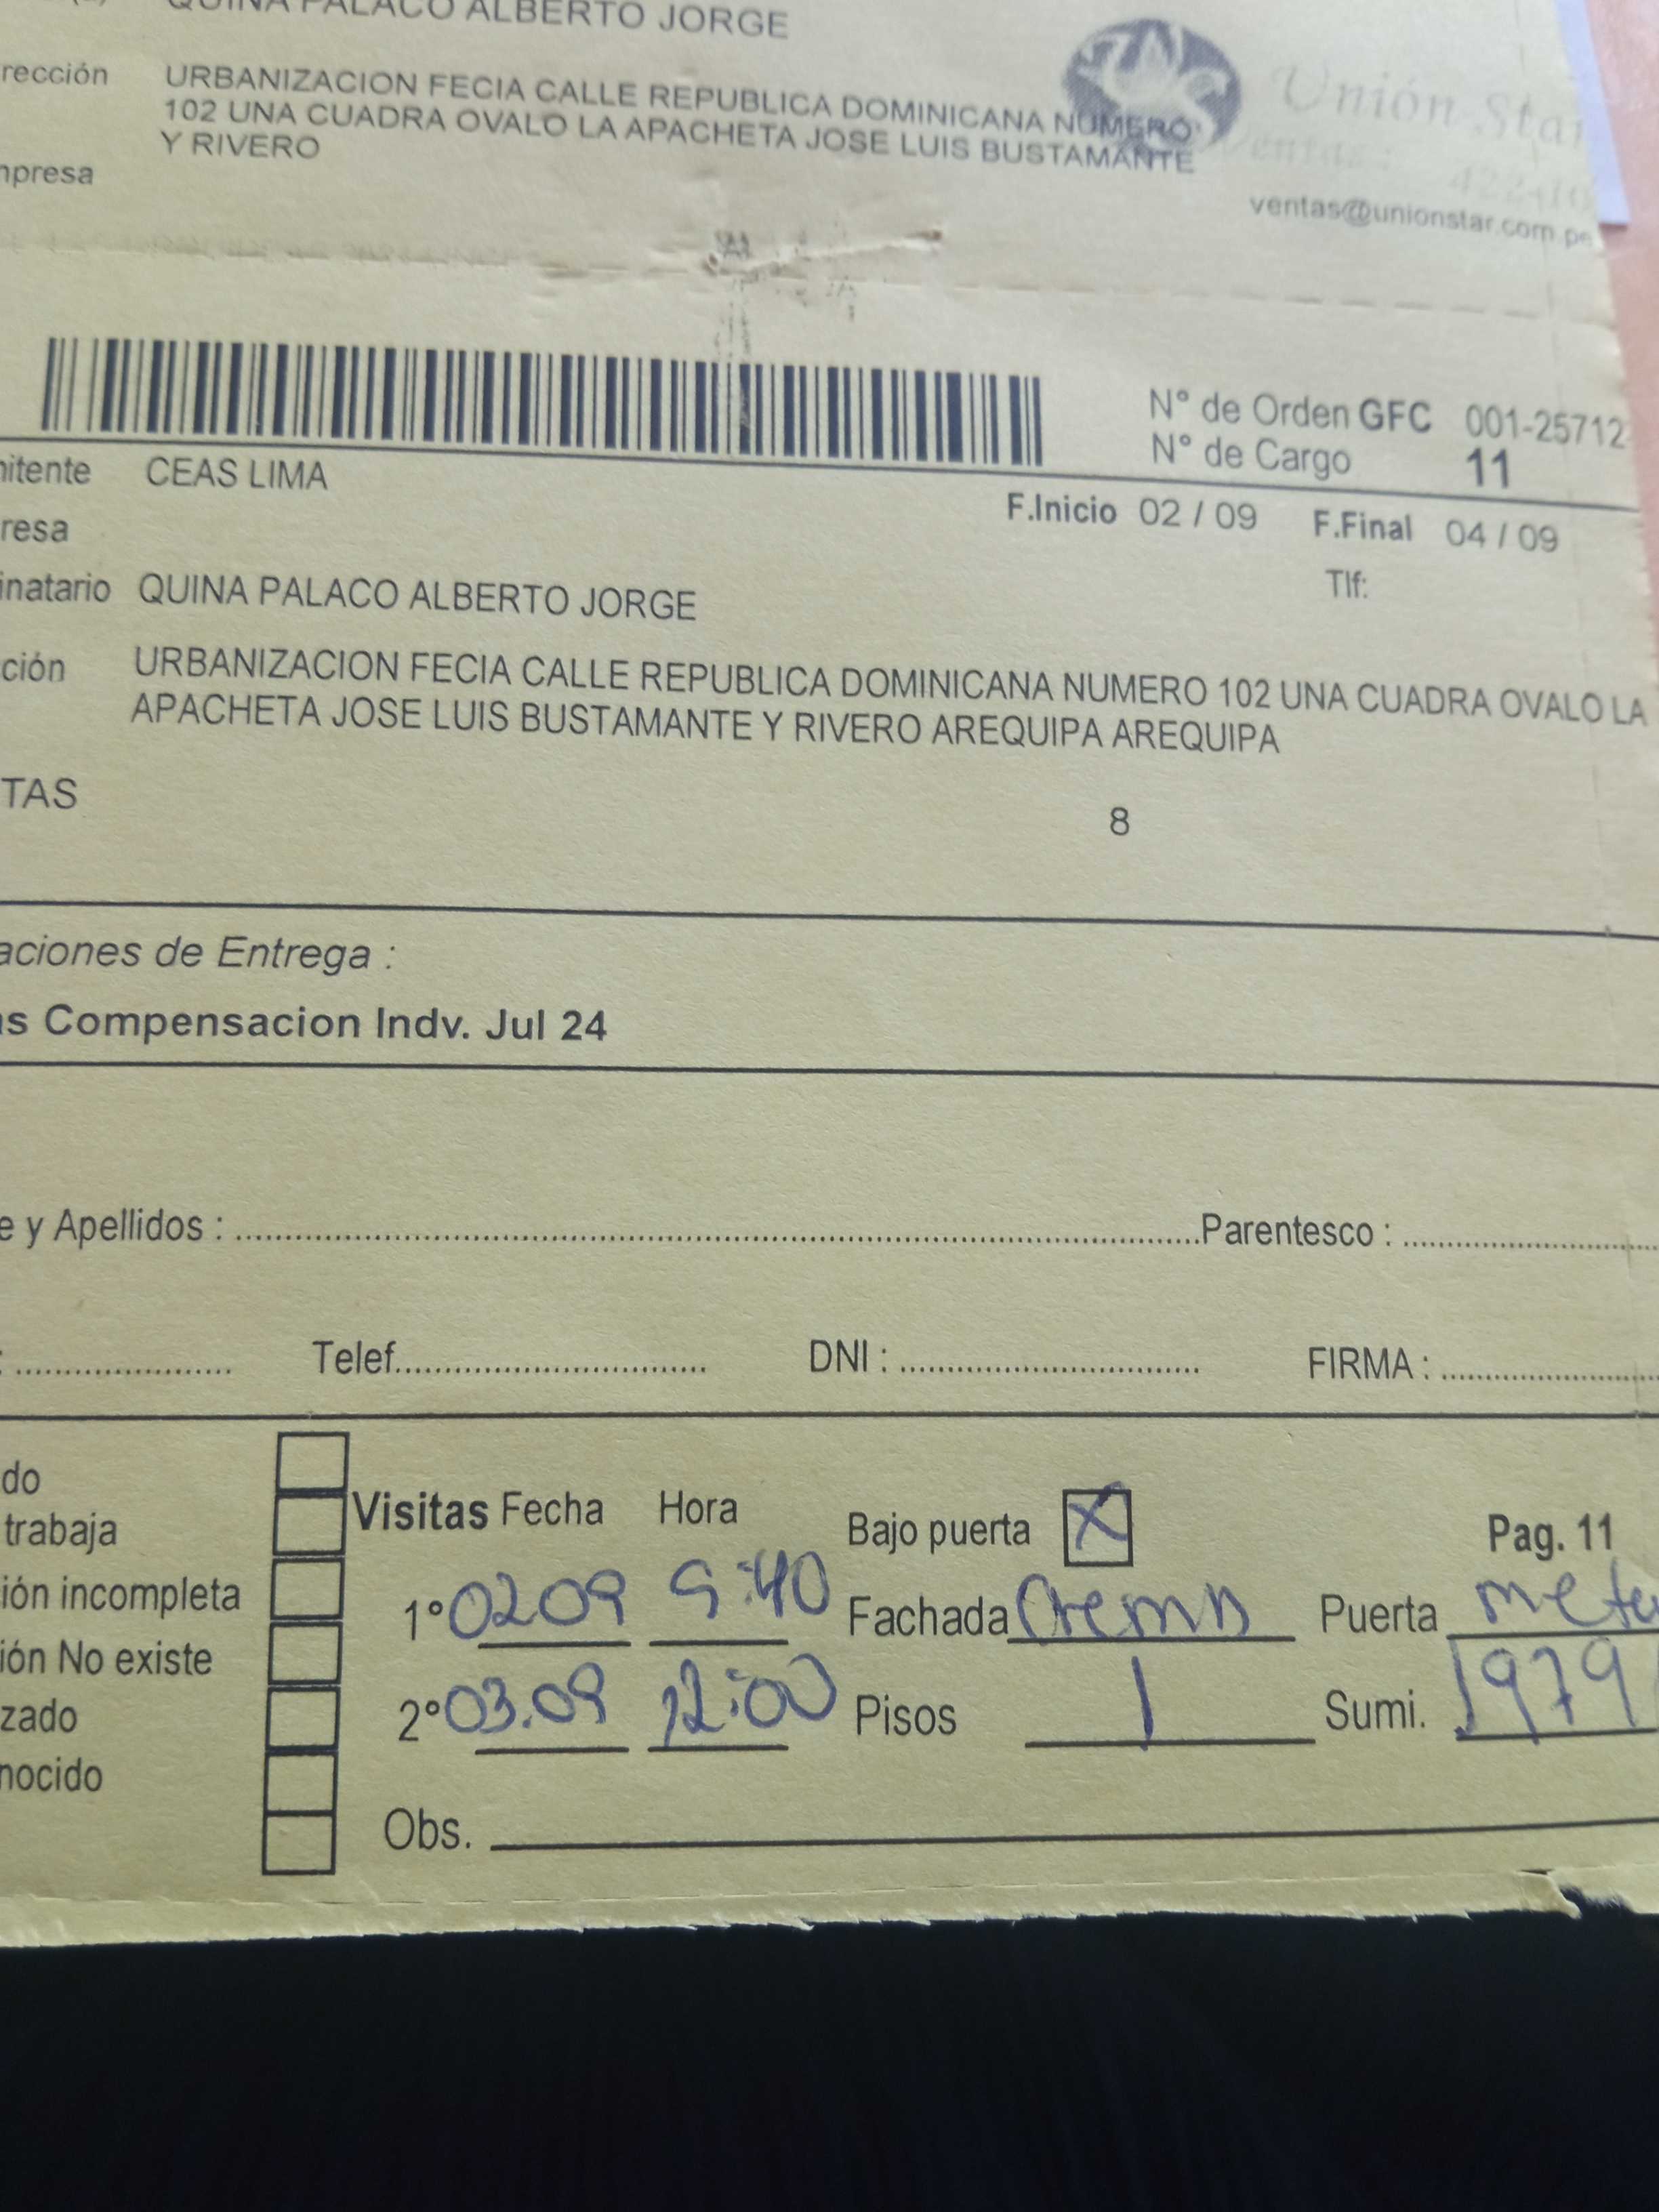 QUINA PALACO ALBERTO JORGE
rección URBANIZACION FECIA CALLE REPUBLICA DOMINICANA NUMERO
102 UNA CUADRA OVALO LA APACHETA JOSE LUIS BUSTAMANTE
Y RIVERO
mpresa
Unión Star
Ventas :
ventas@unionstar.com.pe
N° de Orden GFC 001-25712
N° de Cargo 11
mitente CEAS LIMA
F.Inicio 02 / 09 F.Final 04 / 09
resa
Tlf:
inatario QUINA PALACO ALBERTO JORGE
ción URBANIZACION FECIA CALLE REPUBLICA DOMINICANA NUMERO 102 UNA CUADRA OVALO LA
APACHETA JOSE LUIS BUSTAMANTE Y RIVERO AREQUIPA AREQUIPA
TAS
8
aciones de Entrega :
as Compensacion Indv. Jul 24
e y Apellidos : Parentesco :
: Telef. DNI : FIRMA :
do
trabaja
Visitas Fecha Hora Bajo puerta X Pag. 11
ión incompleta
1° 02 09 9:40 Fachada Puerta
ión No existe
2° 03.09 12:00 Pisos 1 Sumi. 1979
zado
nocido
Obs.